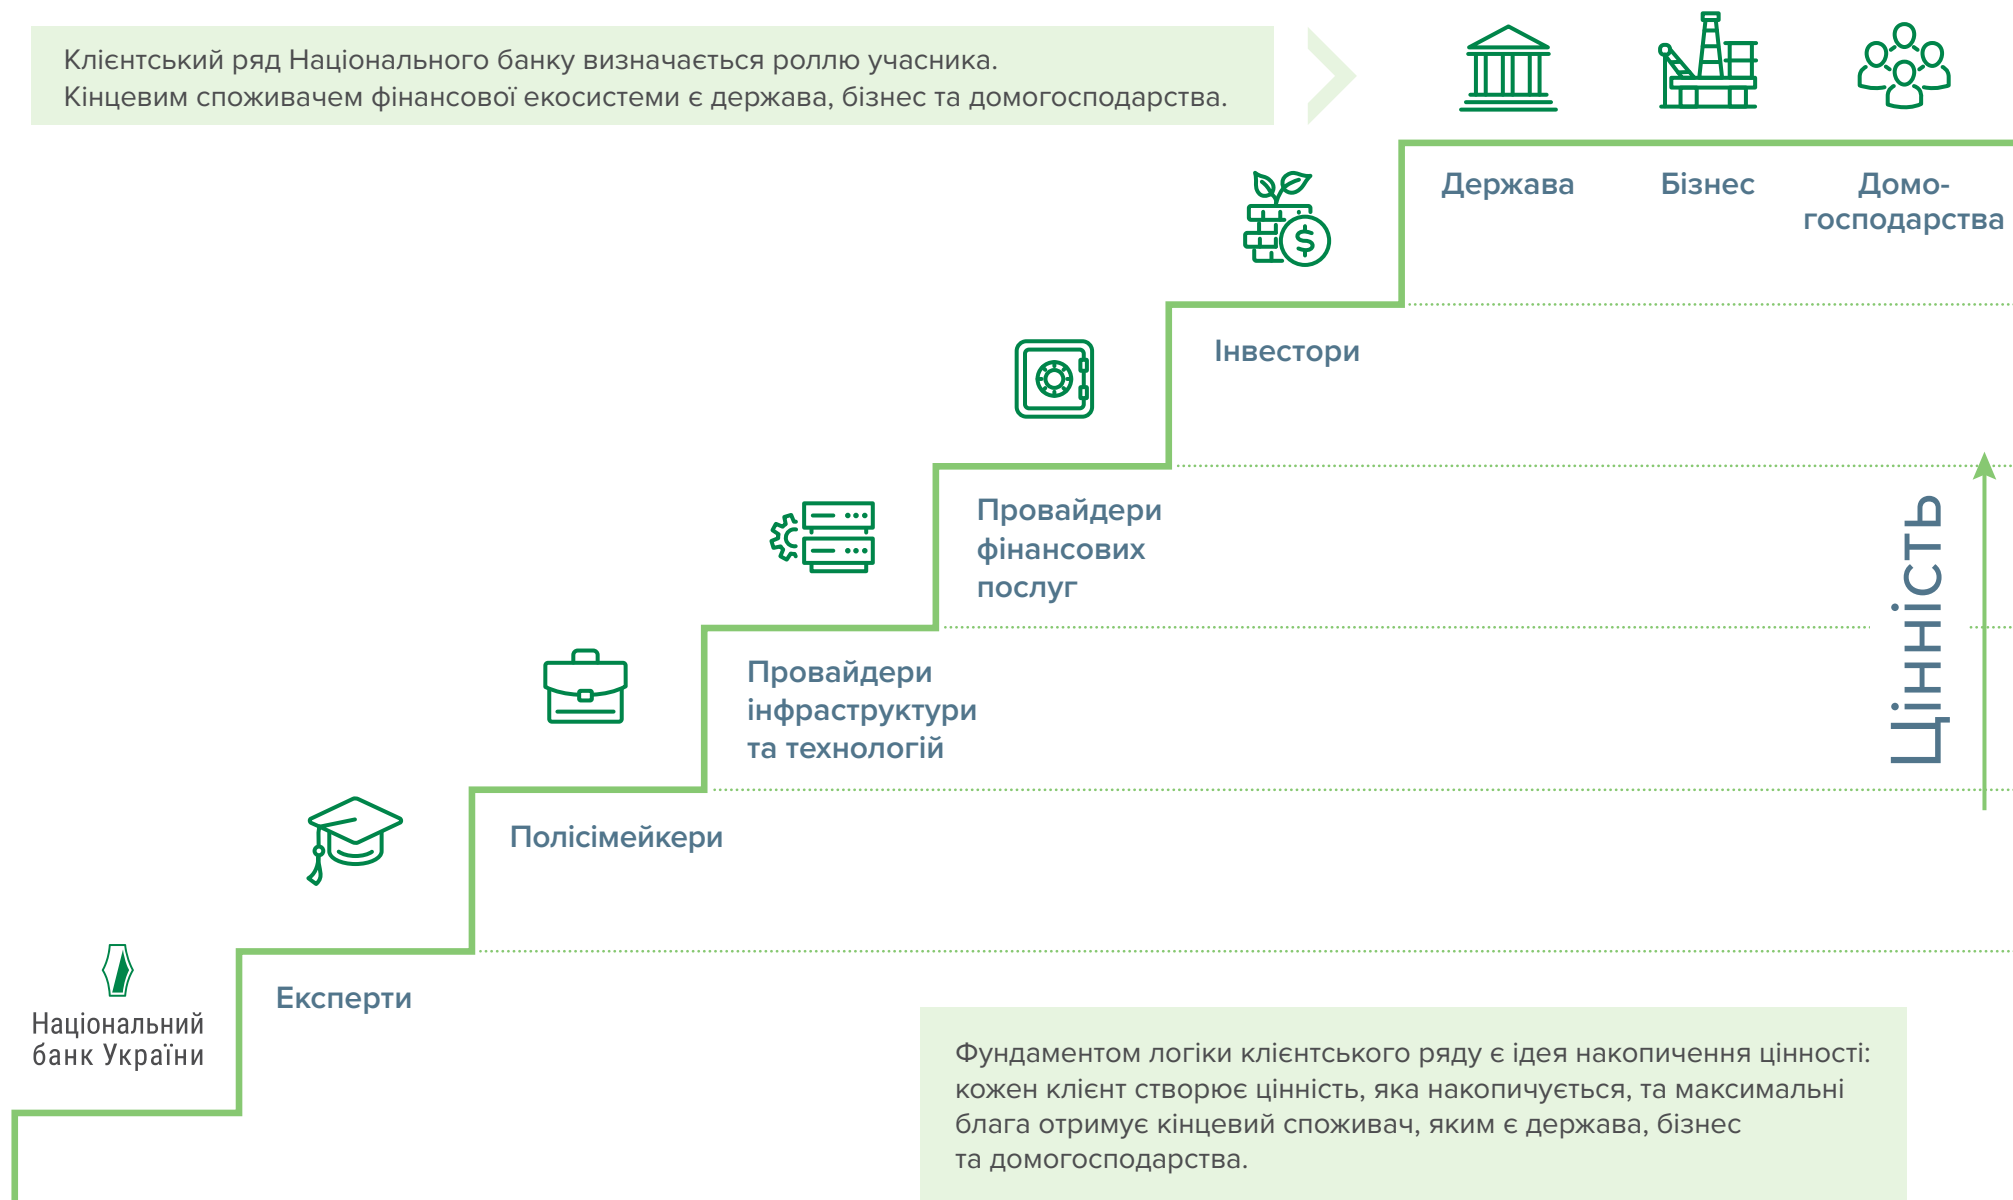 Клієнтський ряд Національного банку визначається роллю учасника.
Кінцевим споживачем фінансової екосистеми є держава, бізнес та домогосподарства.
Держава
Бізнес
Домо-
господарства
Інвестори
Провайдери
фінансових
послуг
Цінність
Провайдери
інфраструктури
та технологій
Полісімейкери
Експерти
Національний
банк України
Фундаментом логіки клієнтського ряду є ідея накопичення цінності:
кожен клієнт створює цінність, яка накопичується, та максимальні
блага отримує кінцевий споживач, яким є держава, бізнес
та домогосподарства.